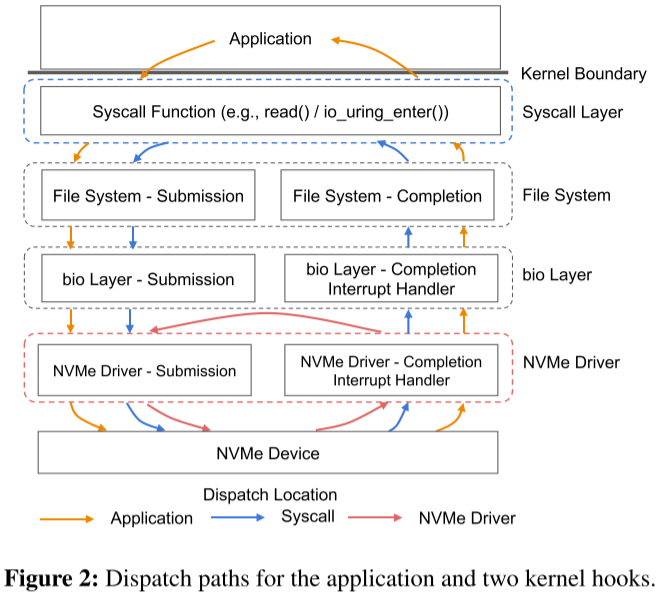 Application
Kernel Boundary
Syscall Function (e.g., read() / io_uring_enter())
Syscall Layer
File System - Submission
File System - Completion
File System
bio Layer - Submission
bio Layer - Completion
Interrupt Handler
bio Layer
NVMe Driver - Submission
NVMe Driver - Completion
Interrupt Handler
NVMe Driver
NVMe Device
Dispatch Location
Application
Syscall
NVMe Driver
Figure 2: Dispatch paths for the application and two kernel hooks.